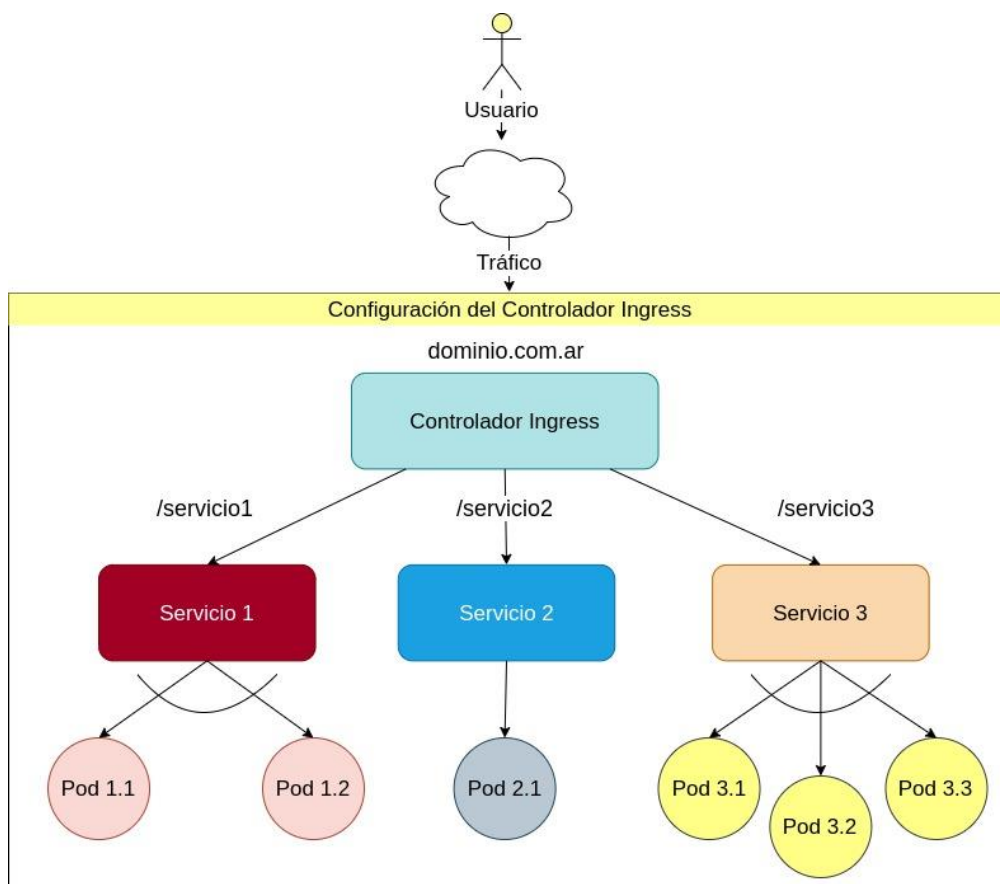 Usuario
Tráfico
Configuración del Controlador Ingress
dominio.com.ar
Controlador Ingress
/servicio1
/servicio2
/servicio3
Servicio 1
Servicio 2
Servicio 3
Pod 1.1
Pod 1.2
Pod 2.1
Pod 3.1
Pod 3.2
Pod 3.3